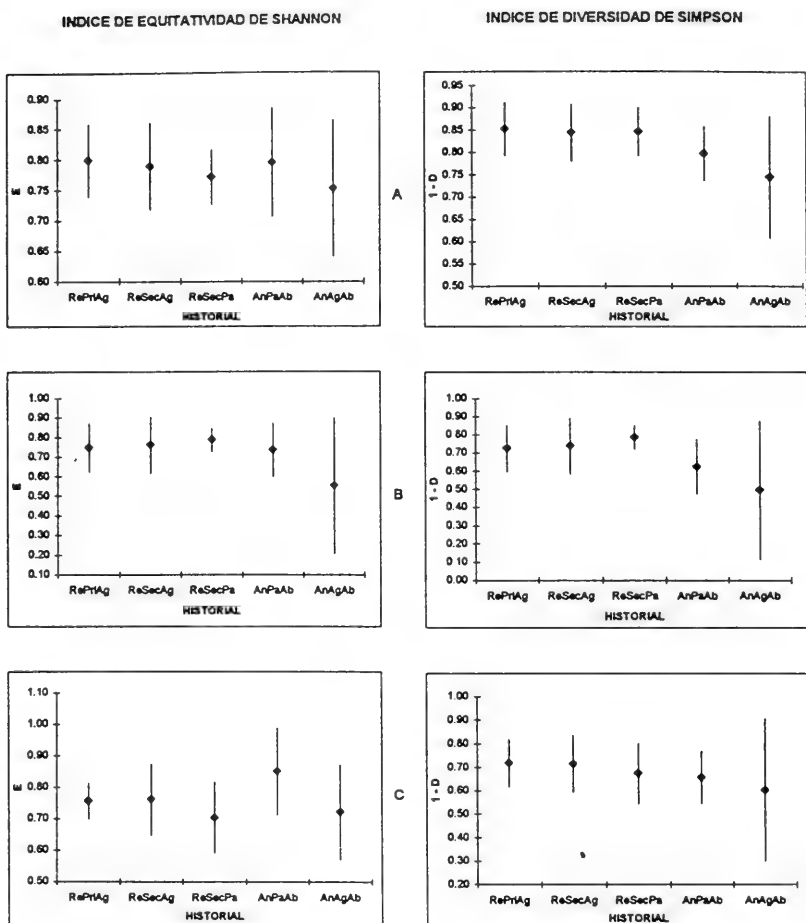 INDICE DE EQUITATIVIDAD DE SHANNON
INDICE DE DIVERSIDAD DE SIMPSON
0.90
0.85
0.80
0.75
0.70
0.65
0.60
E
RePriAg ReSecAg ReSecPa AnPaAb AnAgAb
HISTORIAL
A
0.95
0.90
0.85
0.80
0.75
0.70
0.65
0.60
0.55
0.50
1 - D
RePriAg ReSecAg ReSecPa AnPaAb AnAgAb
HISTORIAL
1.00
0.90
0.80
0.70
0.60
0.50
0.40
0.30
0.20
0.10
E
RePriAg ReSecAg ReSecPa AnPaAb AnAgAb
HISTORIAL
B
1.00
0.90
0.80
0.70
0.60
0.50
0.40
0.30
0.20
0.10
0.00
1 - D
RePriAg ReSecAg ReSecPa AnPaAb AnAgAb
HISTORIAL
1.10
1.00
0.90
0.80
0.70
0.60
0.50
E
RePriAg ReSecAg ReSecPa AnPaAb AnAgAb
HISTORIAL
C
1.00
0.90
0.80
0.70
0.60
0.50
0.40
0.30
0.20
1 - D
RePriAg ReSecAg ReSecPa AnPaAb AnAgAb
HISTORIAL